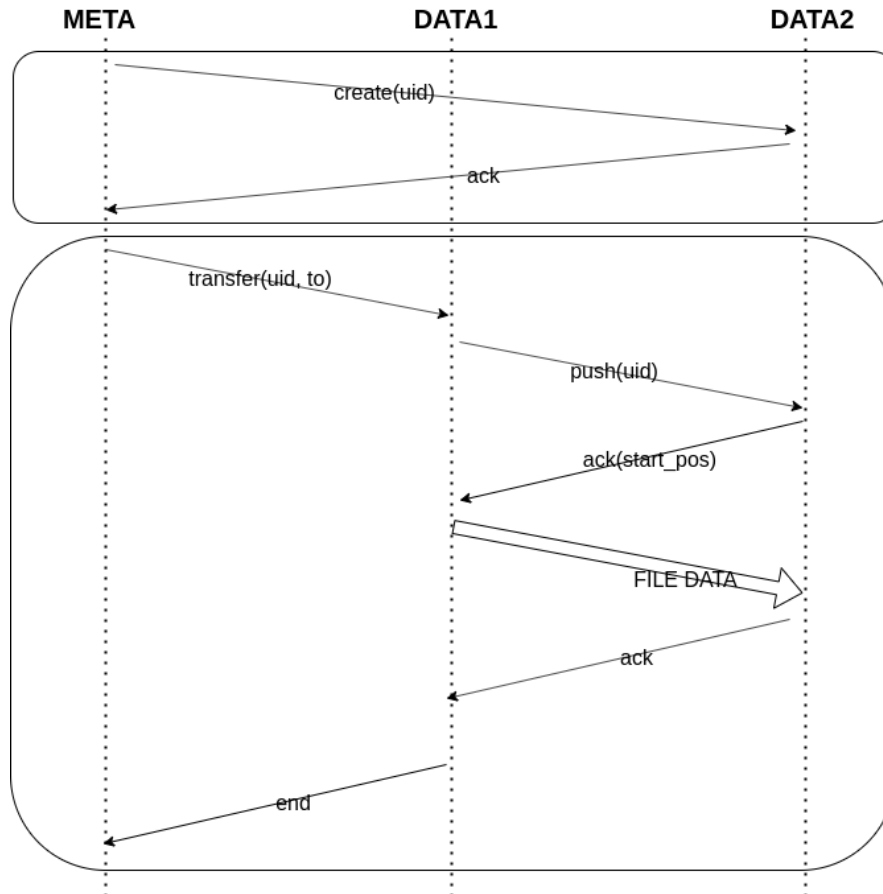 META
DATA1
DATA2
create(uid)
ack
transfer(uid, to)
push(uid)
ack(start_pos)
FILE DATA
ack
end